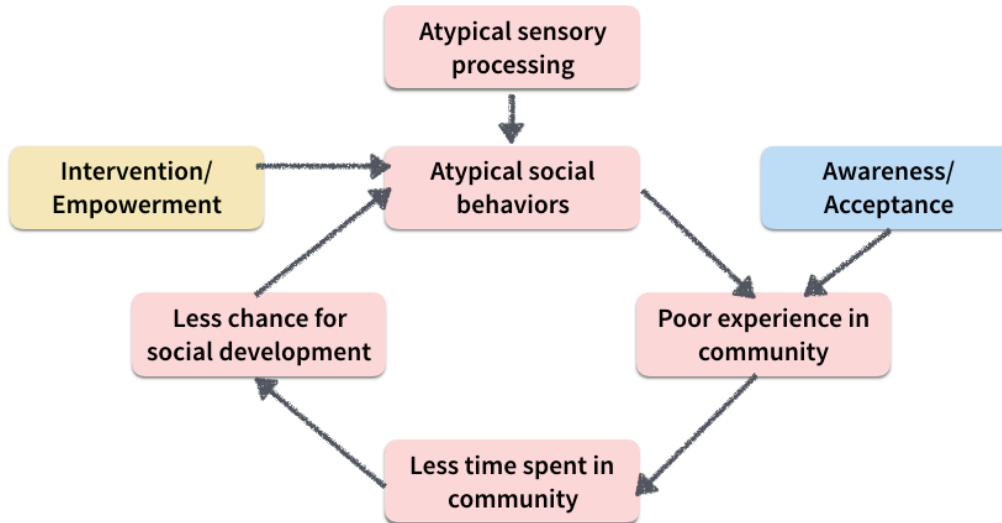 Atypical sensory
processing
Intervention/
Empowerment
Atypical social
behaviors
Awareness/
Acceptance
Less chance for
social development
Poor experience in
community
Less time spent in
community